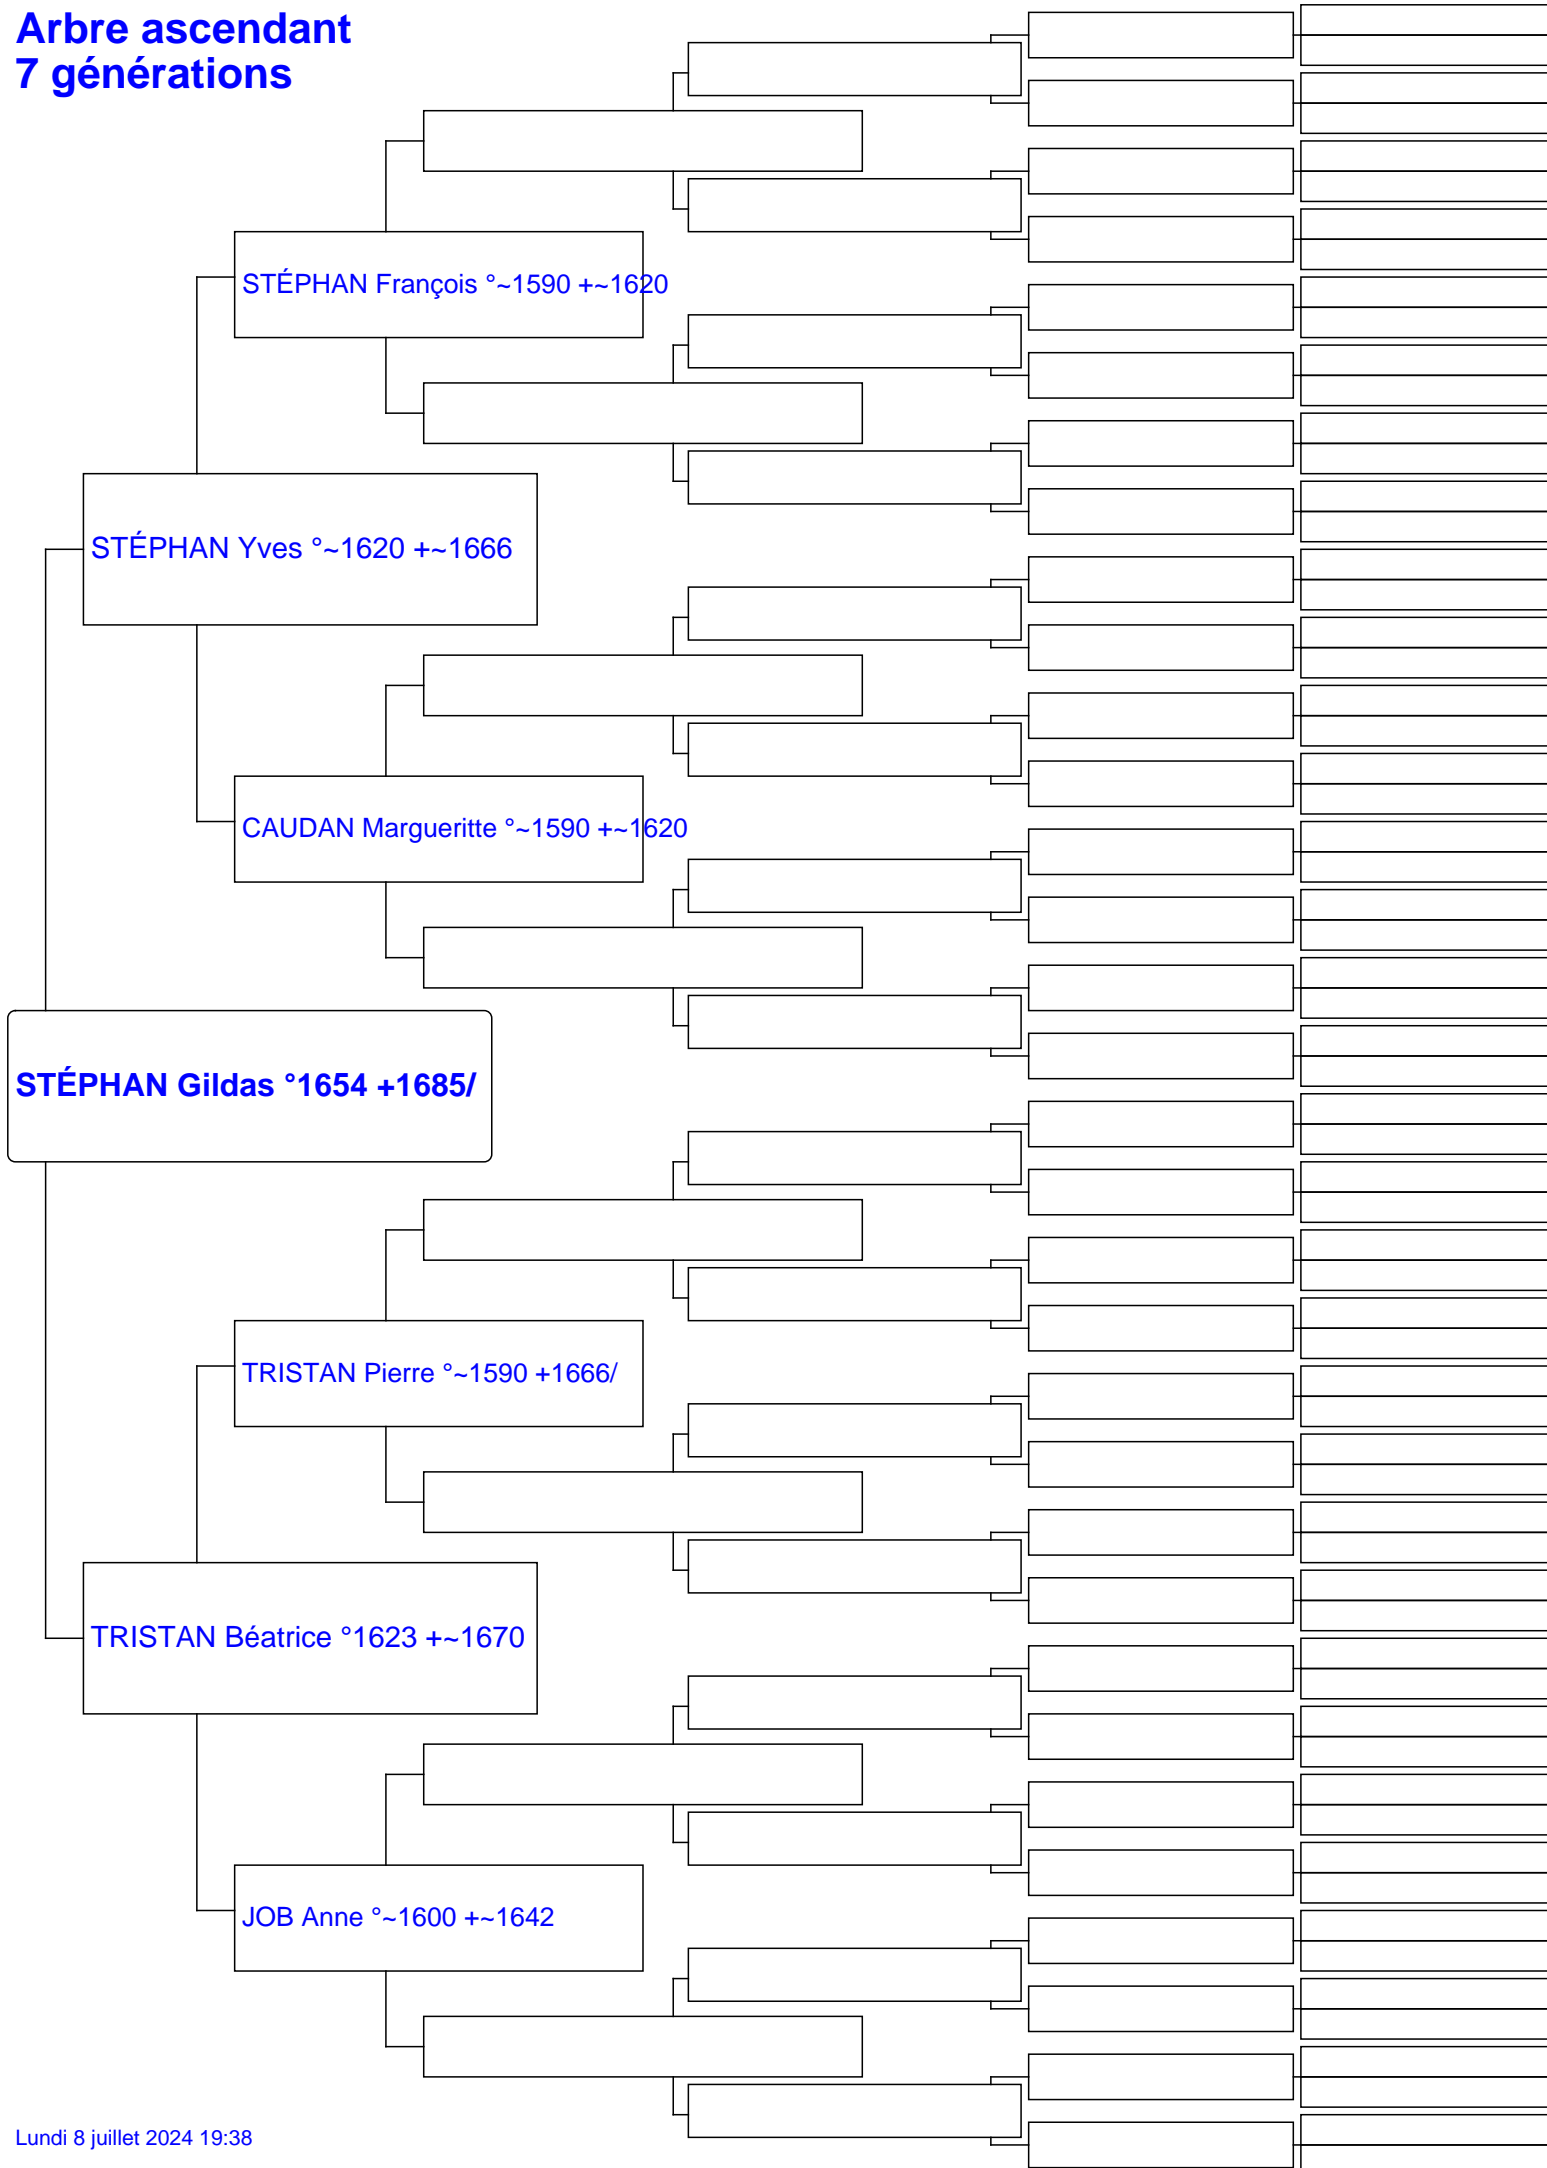 Arbre ascendant
7 générations
STÉPHAN François °~1590 +~1620
STÉPHAN Yves °~1620 +~1666
CAUDAN Margueritte °~1590 +~1620
STÉPHAN Gildas °1654 +1685/
TRISTAN Pierre °~1590 +1666/
TRISTAN Béatrice °1623 +~1670
JOB Anne °~1600 +~1642
Lundi 8 juillet 2024 19:38